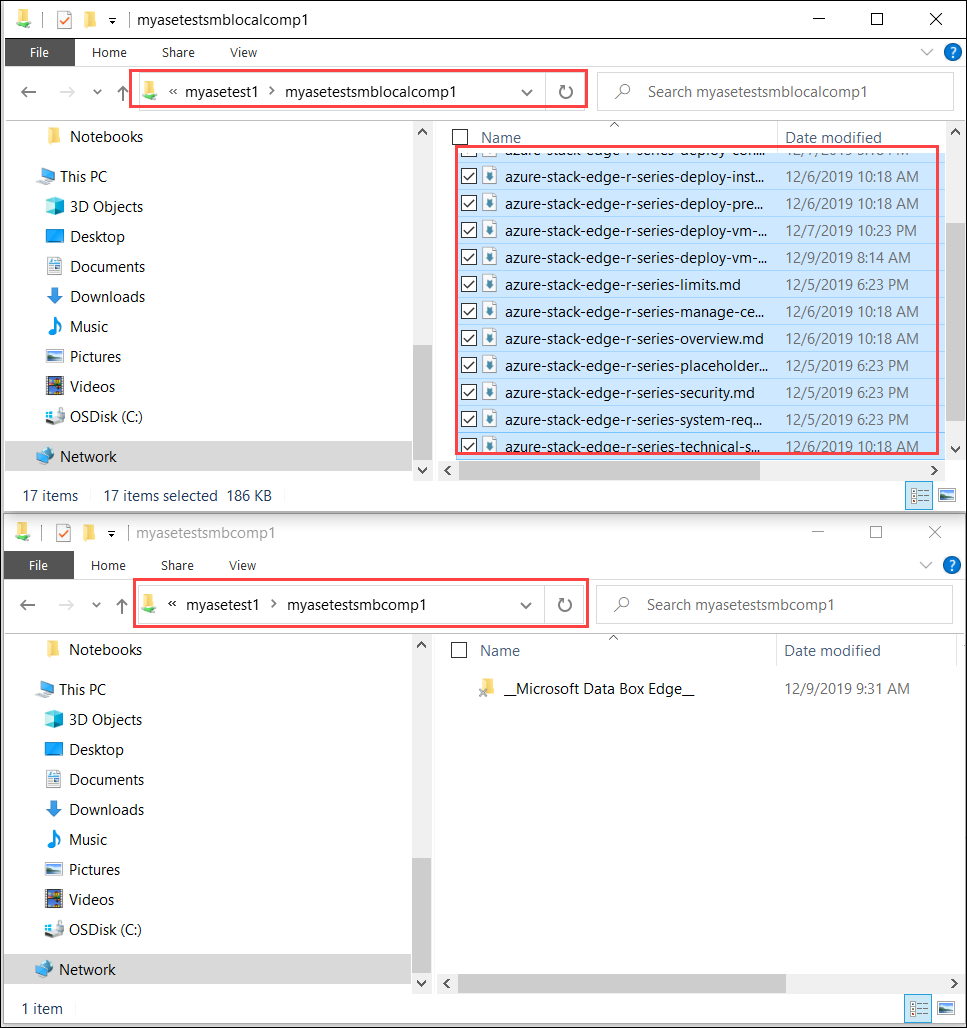 myasetestsmblocalcomp1
File Home Share View
« myasetest1 > myasetestsmblocalcomp1
Search myasetestsmblocalcomp1
Notebooks
This PC
3D Objects
Desktop
Documents
Downloads
Music
Pictures
Videos
OSDisk (C:)
Network
Name Date modified
azure-stack-edge-r-series-deploy-con...
azure-stack-edge-r-series-deploy-inst... 12/6/2019 10:18 AM
azure-stack-edge-r-series-deploy-pre... 12/6/2019 10:18 AM
azure-stack-edge-r-series-deploy-vm-... 12/7/2019 10:23 PM
azure-stack-edge-r-series-deploy-vm-... 12/9/2019 8:14 AM
azure-stack-edge-r-series-limits.md 12/5/2019 6:23 PM
azure-stack-edge-r-series-manage-ce... 12/6/2019 10:18 AM
azure-stack-edge-r-series-overview.md 12/6/2019 10:18 AM
azure-stack-edge-r-series-placeholder... 12/5/2019 6:23 PM
azure-stack-edge-r-series-security.md 12/5/2019 6:23 PM
azure-stack-edge-r-series-system-req... 12/5/2019 6:23 PM
azure-stack-edge-r-series-technical-s... 12/6/2019 10:18 AM
17 items 17 items selected 186 KB
myasetestsmbcomp1
File Home Share View
« myasetest1 > myasetestsmbcomp1
Search myasetestsmbcomp1
Notebooks
This PC
3D Objects
Desktop
Documents
Downloads
Music
Pictures
Videos
OSDisk (C:)
Network
Name Date modified
__Microsoft Data Box Edge__ 12/9/2019 9:31 AM
1 item